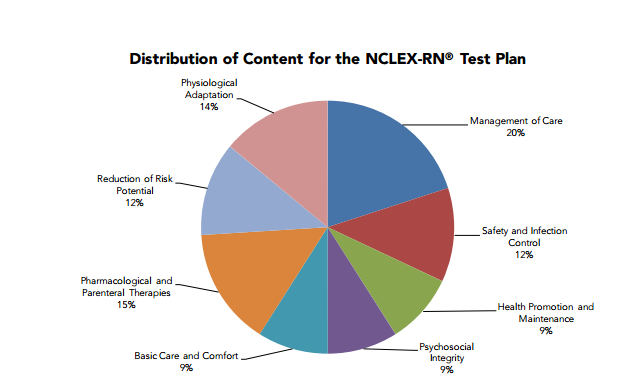 Distribution of Content for the NCLEX-RN® Test Plan
Physiological
Adaptation
14%
Management of Care
20%
Reduction of Risk
Potential
12%
Safety and Infection
Control
12%
Pharmacological and
Parenteral Therapies
15%
Health Promotion and
Maintenance
9%
Basic Care and Comfort
9%
Psychosocial
Integrity
9%